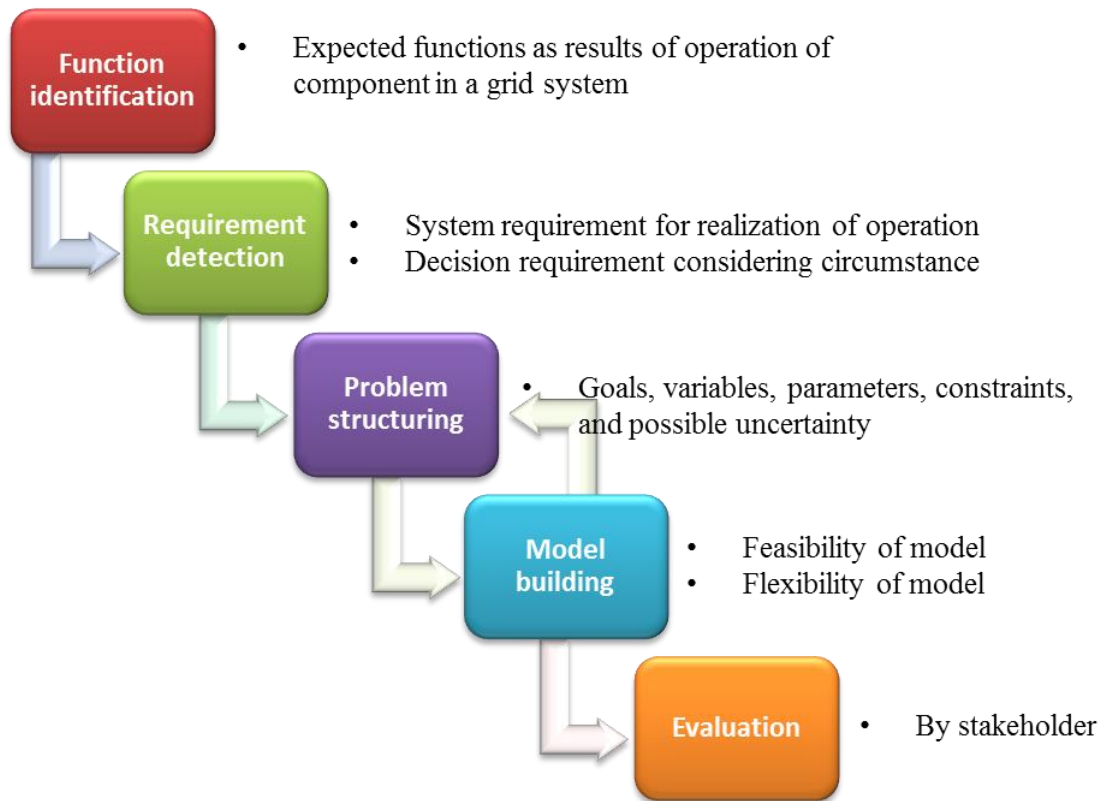 Function
identification
• Expected functions as results of operation of
component in a grid system
Requirement
detection
• System requirement for realization of operation
• Decision requirement considering circumstance
Problem
structuring
• Goals, variables, parameters, constraints,
and possible uncertainty
Model
building
• Feasibility of model
• Flexibility of model
Evaluation
• By stakeholder